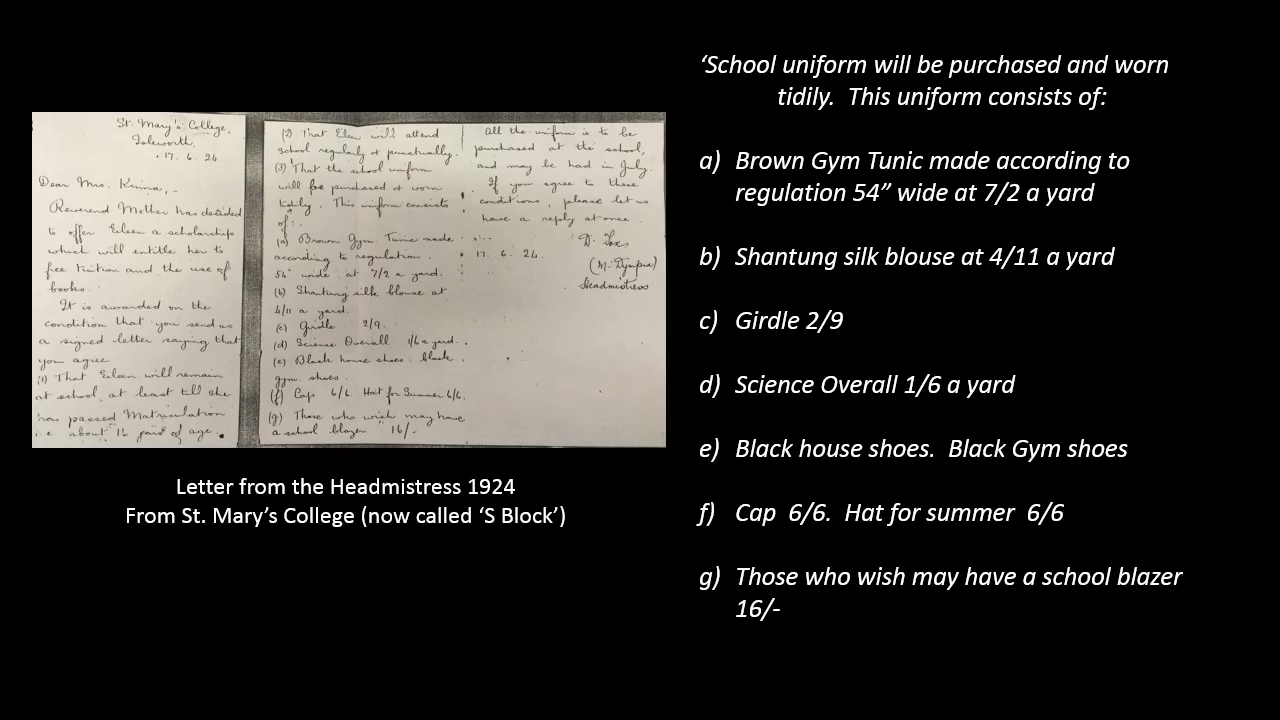 St. Mary's College,
Isleworth.
17. 6. 24.
Dear Mrs. Kinna, -
Reverend Mother has decided
to offer Eileen a scholarship
which will entitle her to
free tuition and the use of
books.
It is awarded on the
condition that you send us
a signed letter saying that
you agree
(1) That Eileen will remain
at school, at least till she
has passed Matriculation
i.e. about 16 years of age.
(2) That Eileen will attend
school regularly & punctually.
(3) That the school uniform
will be purchased & worn
tidily. This uniform consists
of:-
(a) Brown Gym Tunic made
according to regulation.
54" wide at 7/2 a yard.
(b) Shantung silk blouse at
4/11 a yard.
(c) Girdle 2/9.
(d) Science Overall 1/6 a yard.
(e) Black house shoes: black
gym shoes.
(f) Cap 6/6. Hat for Summer 6/6.
(g) Those who wish may have
a school blazer 16/-
All the uniform is to be
purchased at the school,
and may be had in July.
If you agree to these
conditions, please let us
have a reply at once.
17. 6. 24.
(M. Dympna)
Headmistress
Letter from the Headmistress 1924
From St. Mary's College (now called 'S Block')
‘School uniform will be purchased and worn
tidily. This uniform consists of:
a) Brown Gym Tunic made according to
regulation 54” wide at 7/2 a yard
b) Shantung silk blouse at 4/11 a yard
c) Girdle 2/9
d) Science Overall 1/6 a yard
e) Black house shoes. Black Gym shoes
f) Cap 6/6. Hat for summer 6/6
g) Those who wish may have a school blazer
16/-